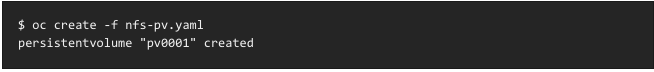 $ oc create -f nfs-pv.yaml
persistentvolume "pv0001" created